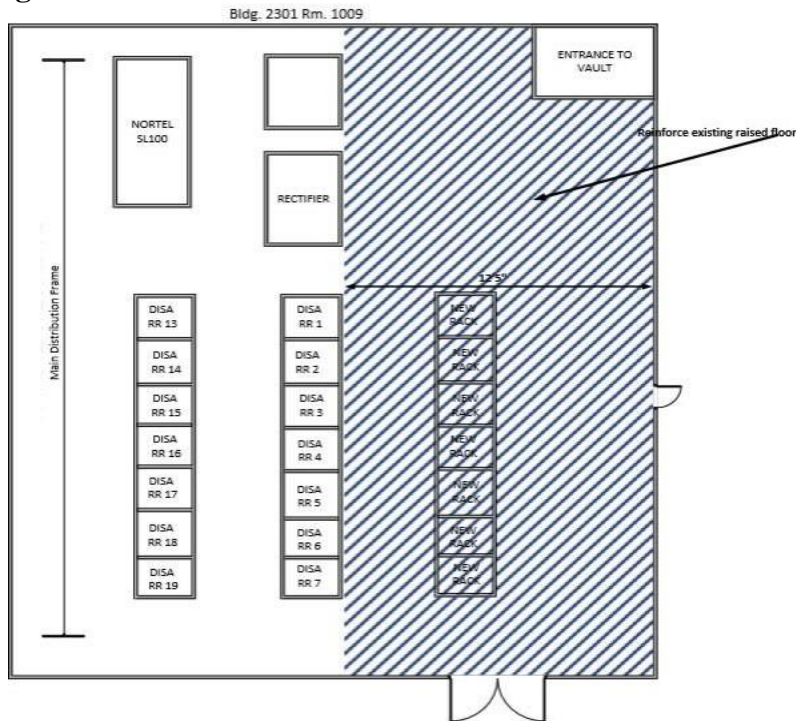 Bldg. 2301 Rm. 1009
ENTRANCE TO
VAULT
NORTEL
SL100
Reinforce existing raised floor
RECTIFIER
12'5"
Main Distribution Frame
DISA
RR 13
DISA
RR 14
DISA
RR 15
DISA
RR 16
DISA
RR 17
DISA
RR 18
DISA
RR 19
DISA
RR 1
DISA
RR 2
DISA
RR 3
DISA
RR 4
DISA
RR 5
DISA
RR 6
DISA
RR 7
NEW
RACK
NEW
RACK
NEW
RACK
NEW
RACK
NEW
RACK
NEW
RACK
NEW
RACK